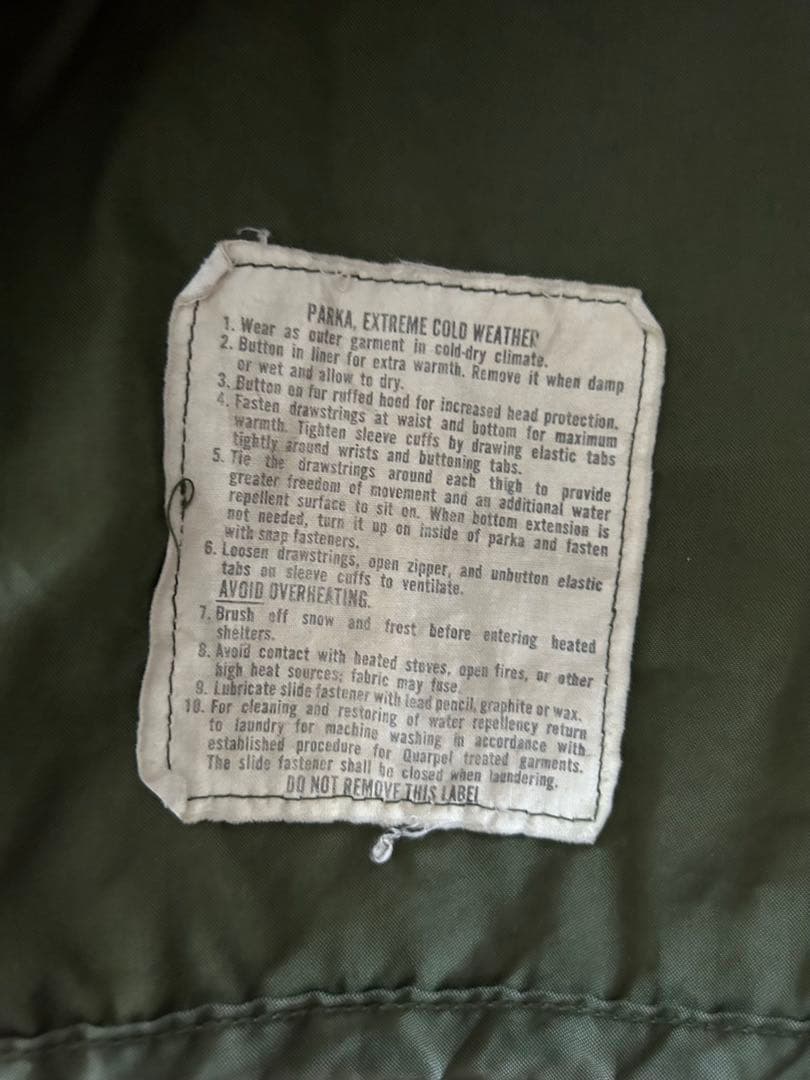 PARKA, EXTREME COLD WEATHER
1. Wear as outer garment in cold-dry climate.
2. Button in liner for extra warmth. Remove it when damp
or wet and allow to dry.
3. Button on fur ruffed hood for increased head protection.
4. Fasten drawstrings at waist and bottom for maximum
warmth. Tighten sleeve cuffs by drawing elastic tabs
tightly around wrists and buttoning tabs.
5. Tie the drawstrings around each thigh to provide
greater freedom of movement and an additional water
repellent surface to sit on. When bottom extension is
not needed, turn it up on inside of parka and fasten
with snap fasteners.
6. Loosen drawstrings, open zipper, and unbutton elastic
tabs on sleeve cuffs to ventilate.
AVOID OVERHEATING.
7. Brush off snow and frost before entering heated
shelters.
8. Avoid contact with heated stoves, open fires, or other
high heat sources; fabric may fuse.
9. Lubricate slide fastener with lead pencil, graphite or wax.
10. For cleaning and restoring of water repellency return
to laundry for machine washing in accordance with
established procedure for Quarpel treated garments.
The slide fastener shall be closed when laundering.
DO NOT REMOVE THIS LABEL